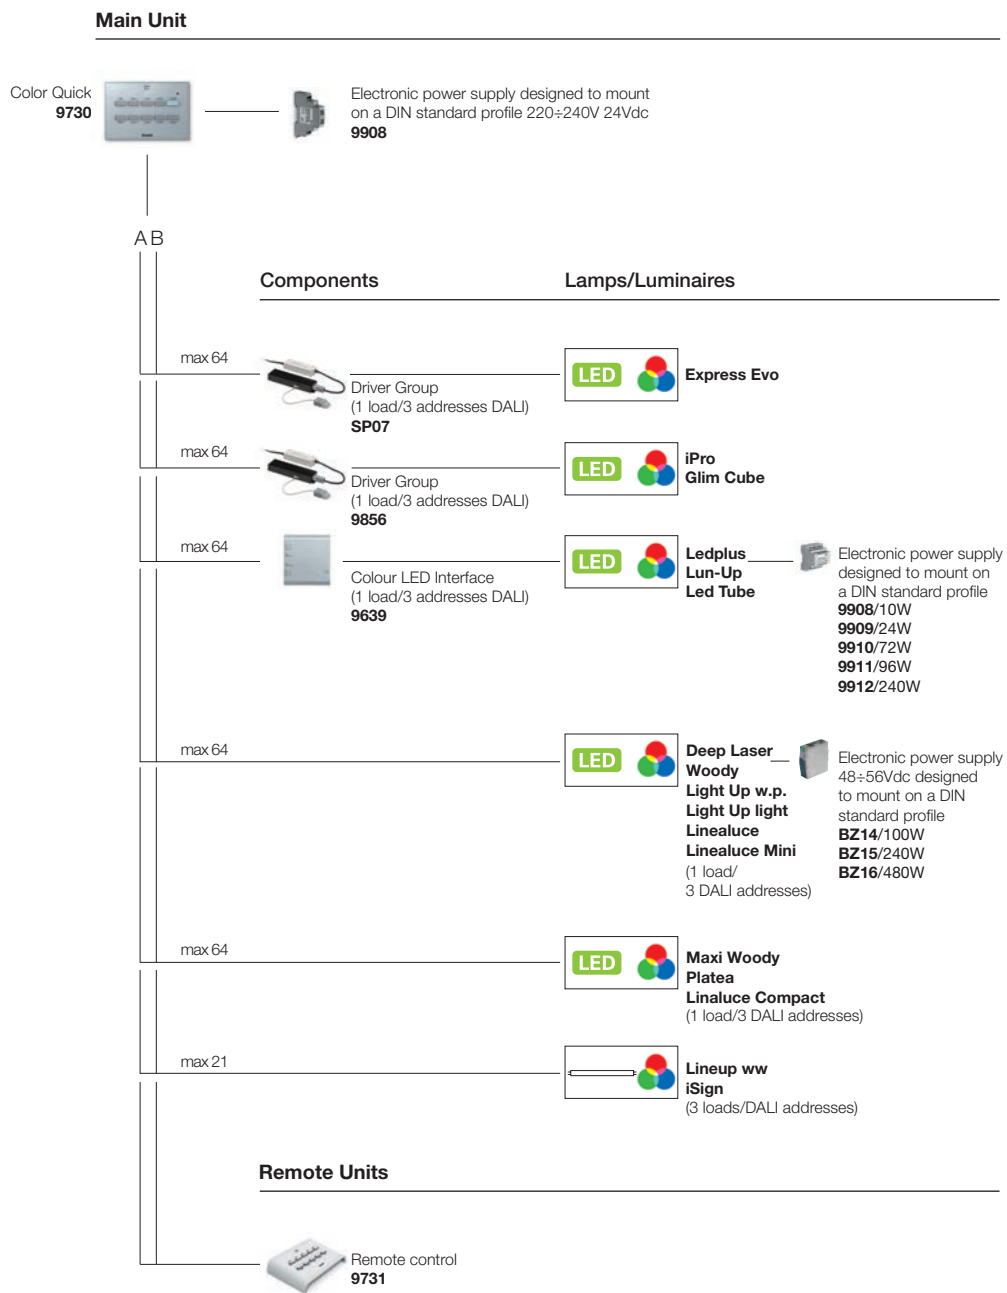 Main Unit
Color Quick
9730
Electronic power supply designed to mount
on a DIN standard profile 220÷240V 24Vdc
9908
A B
Components
Lamps/Luminaires
max 64
Driver Group
(1 load/3 addresses DALI)
SP07
LED
Express Evo
max 64
Driver Group
(1 load/3 addresses DALI)
9856
LED
iPro
Glim Cube
max 64
Colour LED Interface
(1 load/3 addresses DALI)
9639
LED
Ledplus
Lun-Up
Led Tube
Electronic power supply
designed to mount on
a DIN standard profile
9908/10W
9909/24W
9910/72W
9911/96W
9912/240W
max 64
LED
Deep Laser
Woody
Light Up w.p.
Light Up light
Linealuce
Linealuce Mini
(1 load/
3 DALI addresses)
Electronic power supply
48÷56Vdc designed
to mount on a DIN
standard profile
BZ14/100W
BZ15/240W
BZ16/480W
max 64
LED
Maxi Woody
Platea
Linaluce Compact
(1 load/3 DALI addresses)
max 21
Lineup ww
iSign
(3 loads/DALI addresses)
Remote Units
Remote control
9731